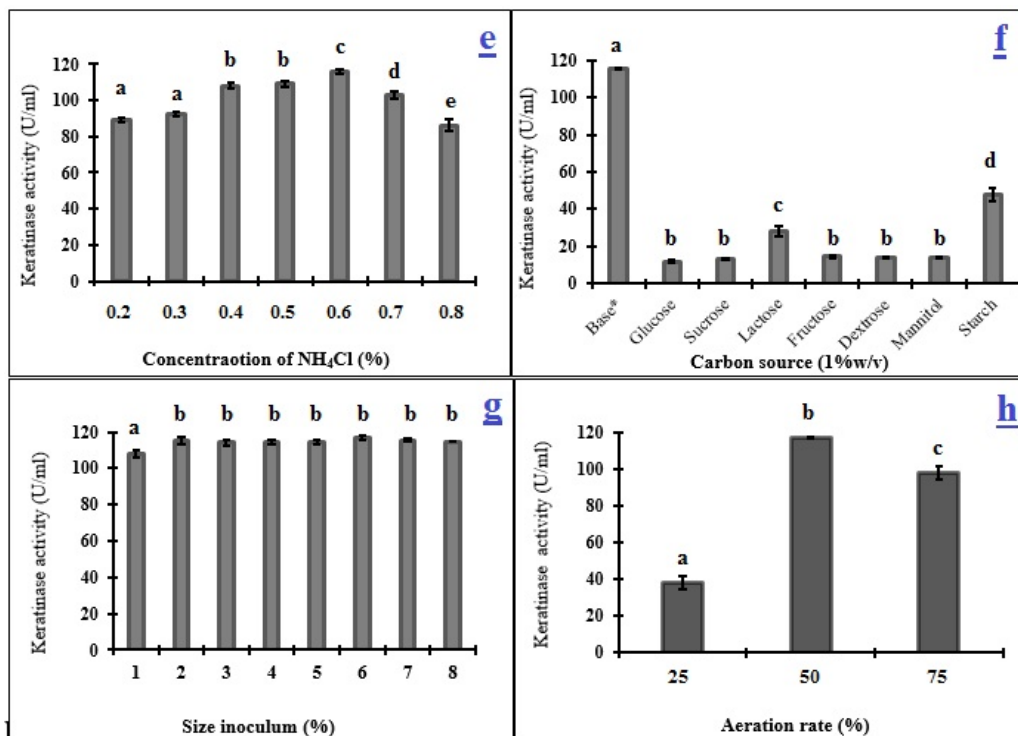 e
Keratinase activity (U/ml)
120
100
80
60
40
20
0
a a b b c d e
0.2 0.3 0.4 0.5 0.6 0.7 0.8
Concentraotion of NH₄Cl (%)
f
Keratinase activity (U/ml)
120
100
80
60
40
20
0
a b b c b b b d
Base* Glucose Sucrose Lactose Fructose Dextrose Mannitol Starch
Carbon source (1%w/v)
g
Keratinase activity (U/ml)
120
100
80
60
40
20
0
a b b b b b b b
1 2 3 4 5 6 7 8
Size inoculum (%)
h
Keratinase activity (U/ml)
120
100
80
60
40
20
0
a b c
25 50 75
Aeration rate (%)